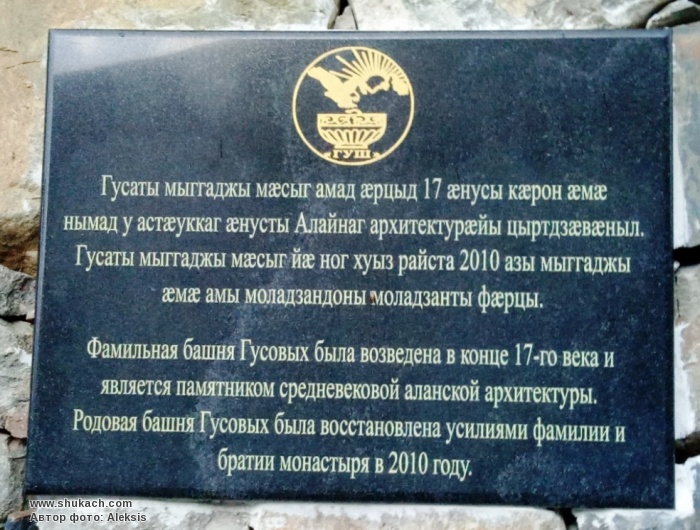 «ГУШ»
Гусаты мыггаджы мæсыг амад æрцыд 17 æнусы кæрон æмæ
нымад у астæуккаг æнусты Алайнаг архитектурæйы цыртдзæвæныл.
Гусаты мыггаджы мæсыг йæ ног хуыз райста 2010 азы мыггаджы
æмæ амы моладзандоны моладзанты фæрцы.
Фамильная башня Гусовых была возведена в конце 17-го века и
является памятником средневековой аланской архитектуры.
Родовая башня Гусовых была восстановлена усилиями фамилии и
братии монастыря в 2010 году.
www.shukach.com
Автор фото: Aleksis